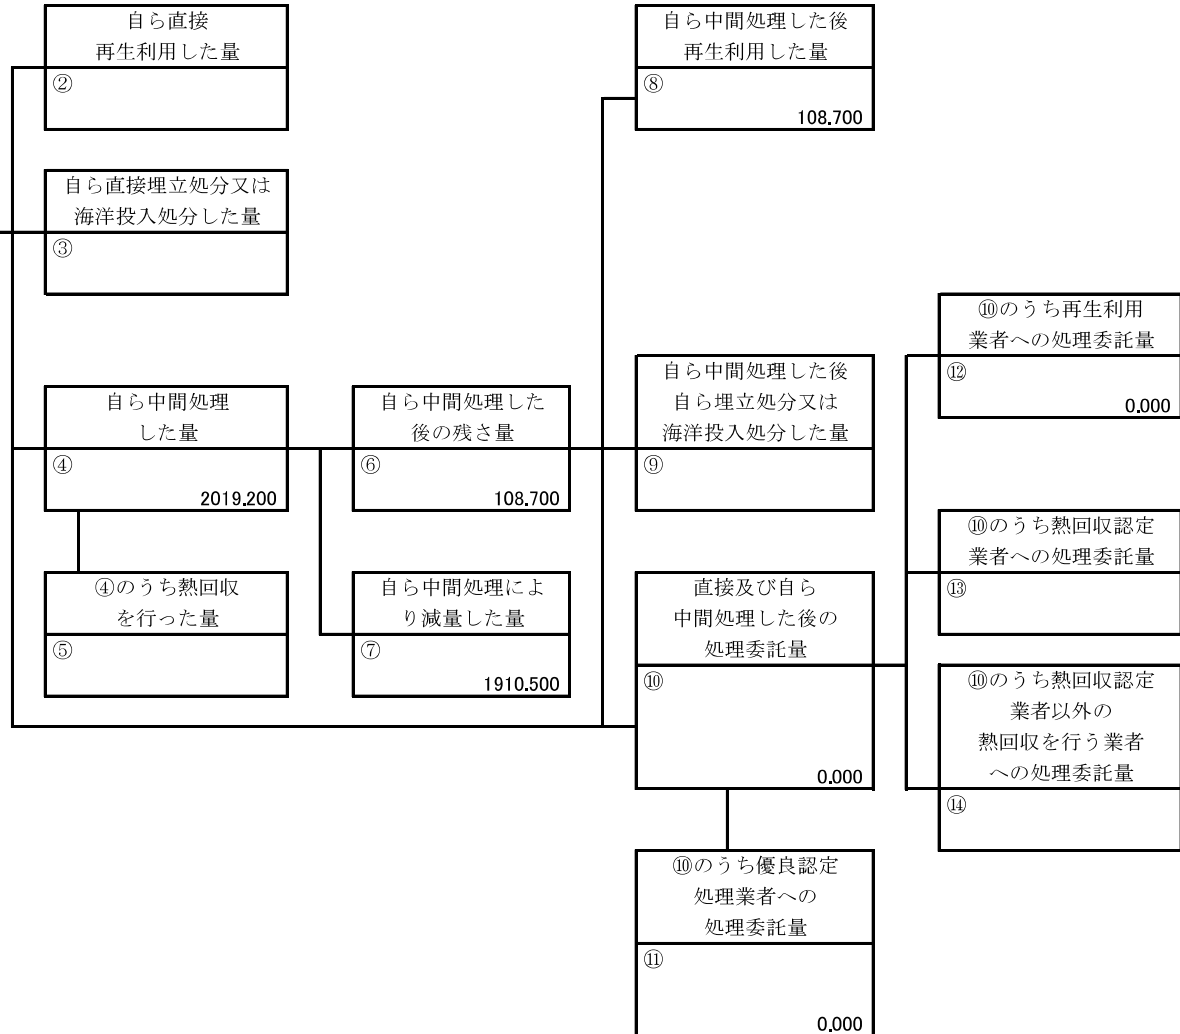 自ら直接
再生利用した量
②
自ら中間処理した後
再生利用した量
⑧
108.700
自ら直接埋立処分又は
海洋投入処分した量
③
⑩のうち再生利用
業者への処理委託量
⑫
0.000
自ら中間処理
した量
④
2019.200
自ら中間処理した
後の残さ量
⑥
108.700
自ら中間処理した後
自ら埋立処分又は
海洋投入処分した量
⑨
⑩のうち熱回収認定
業者への処理委託量
⑬
④のうち熱回収
を行った量
⑤
自ら中間処理によ
り減量した量
⑦
1910.500
直接及び自ら
中間処理した後の
処理委託量
⑩
0.000
⑩のうち熱回収認定
業者以外の
熱回収を行う業者
への処理委託量
⑭
⑩のうち優良認定
処理業者への
処理委託量
⑪
0.000